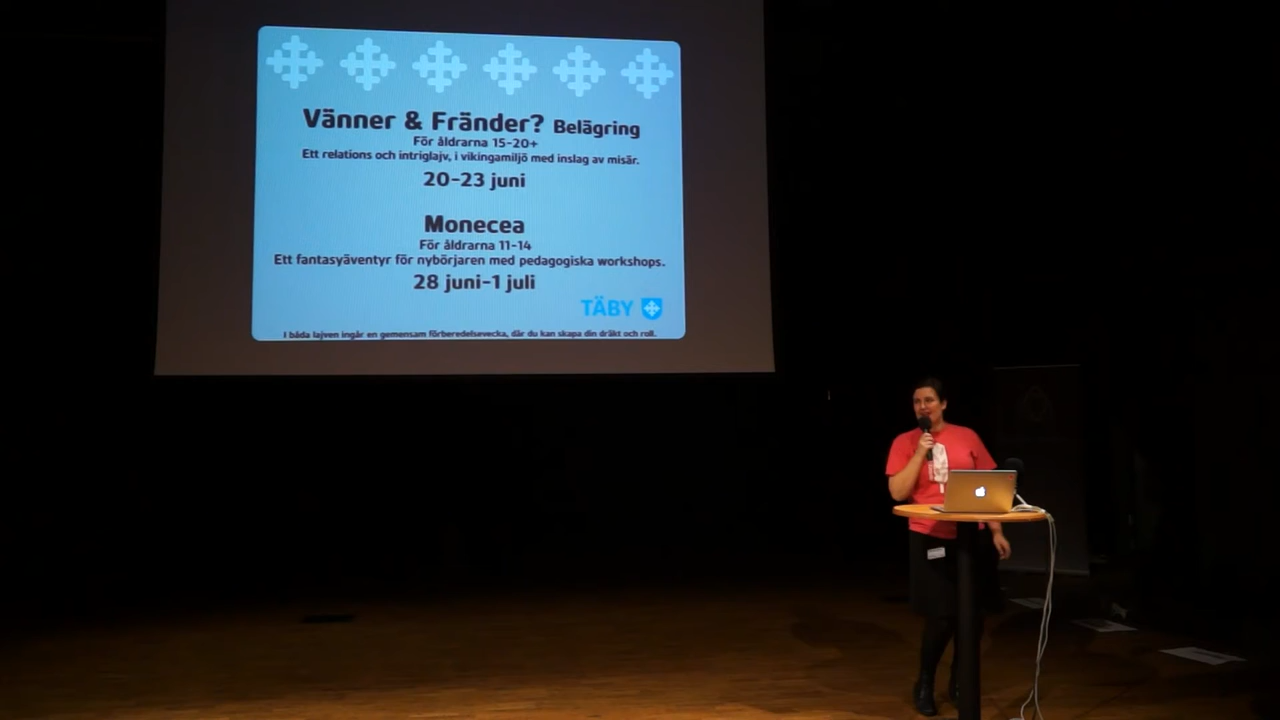 Vänner & Fränder? Belägring
För åldrarna 15-20+
Ett relations och intriglajv, i vikingamiljö med inslag av misär.
20-23 juni
Monecea
För åldrarna 11-14
Ett fantasyäventyr för nybörjaren med pedagogiska workshops.
28 juni-1 juli
TÄBY
I båda lajven ingår en gemensam förberedelsevecka, där du kan skapa din dräkt och roll.